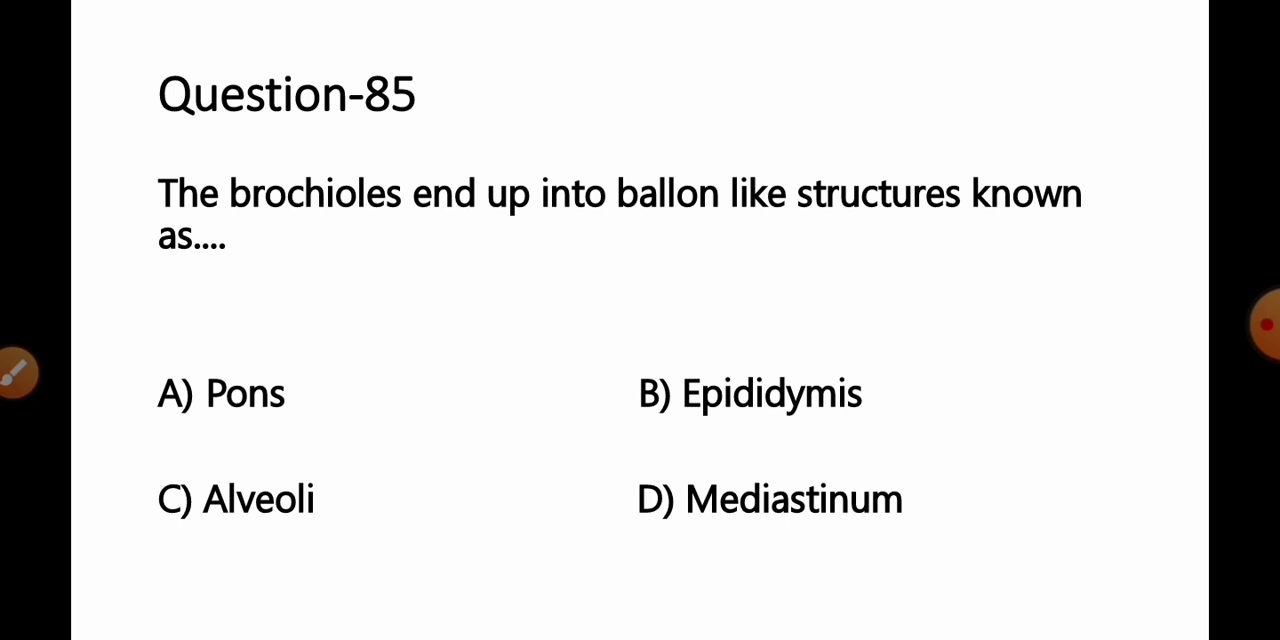 Question-85
The brochioles end up into ballon like structures known
as....
A) Pons B) Epididymis
C) Alveoli D) Mediastinum